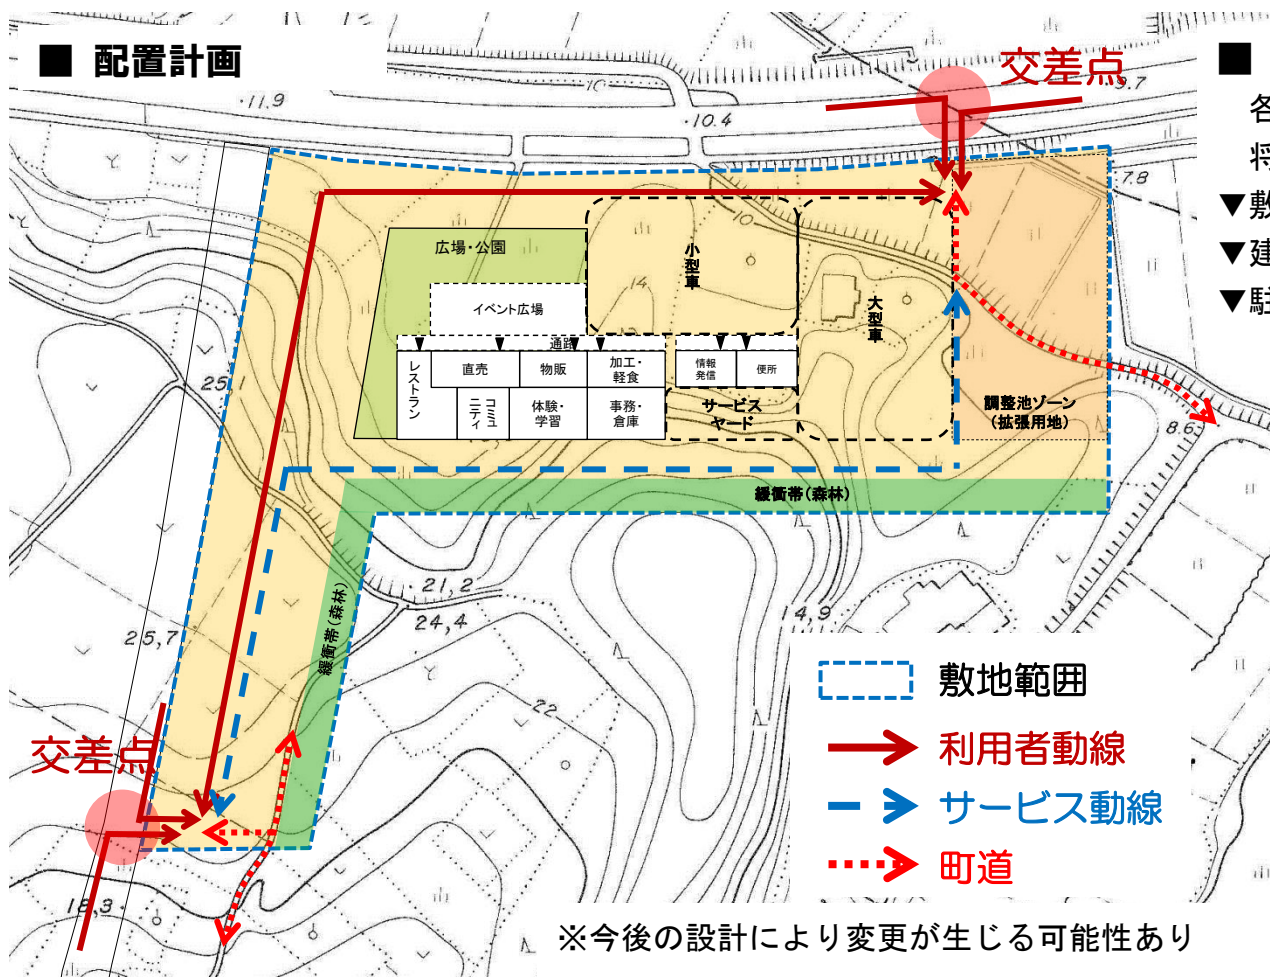 ■ 配置計画
交差点
■
各
将
▼敷
▼建
▼駐
11.9
10
10.4
9.7
7.8
10
14
広場・公園
小型車
大型車
イベント広場
通路
レストラン
直売
物販
加工・
軽食
情報
発信
便所
コミュ
ニティ
体験・
学習
事務・
倉庫
サービス
ヤード
調整池ゾーン
(拡張用地)
8.6
25,1
緩衝帯(森林)
21,2
24,4
14,9
25,7
緩衝帯(森林)
22
交差点
18,3
敷地範囲
利用者動線
サービス動線
町道
※今後の設計により変更が生じる可能性あり